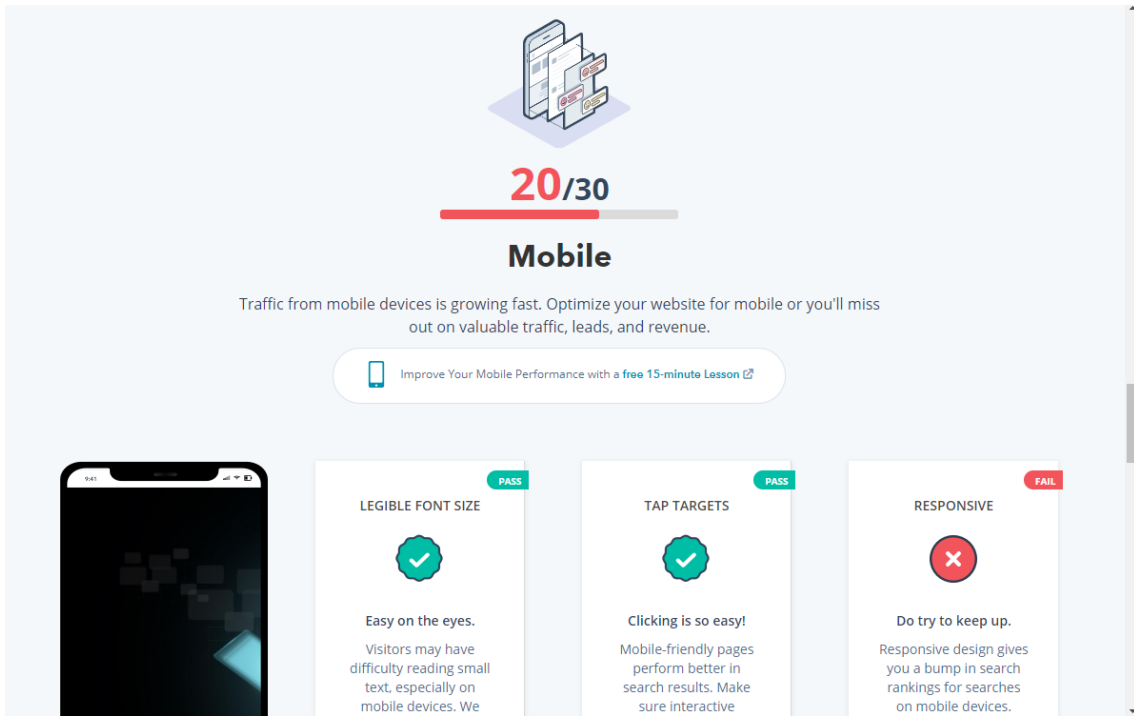 20/30
Mobile
Traffic from mobile devices is growing fast. Optimize your website for mobile or you'll miss
out on valuable traffic, leads, and revenue.
Improve Your Mobile Performance with a free 15-minute Lesson
9:41
PASS
LEGIBLE FONT SIZE
Easy on the eyes.
Visitors may have
difficulty reading small
text, especially on
mobile devices. We
PASS
TAP TARGETS
Clicking is so easy!
Mobile-friendly pages
perform better in
search results. Make
sure interactive
FAIL
RESPONSIVE
Do try to keep up.
Responsive design gives
you a bump in search
rankings for searches
on mobile devices.